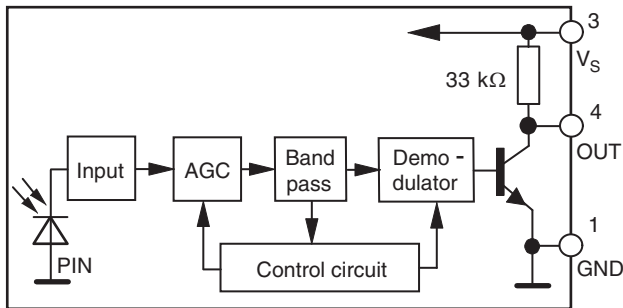 3
V_S
33 kΩ
4
OUT
Input
AGC
Band
pass
Demo -
dulator
1
GND
PIN
Control circuit